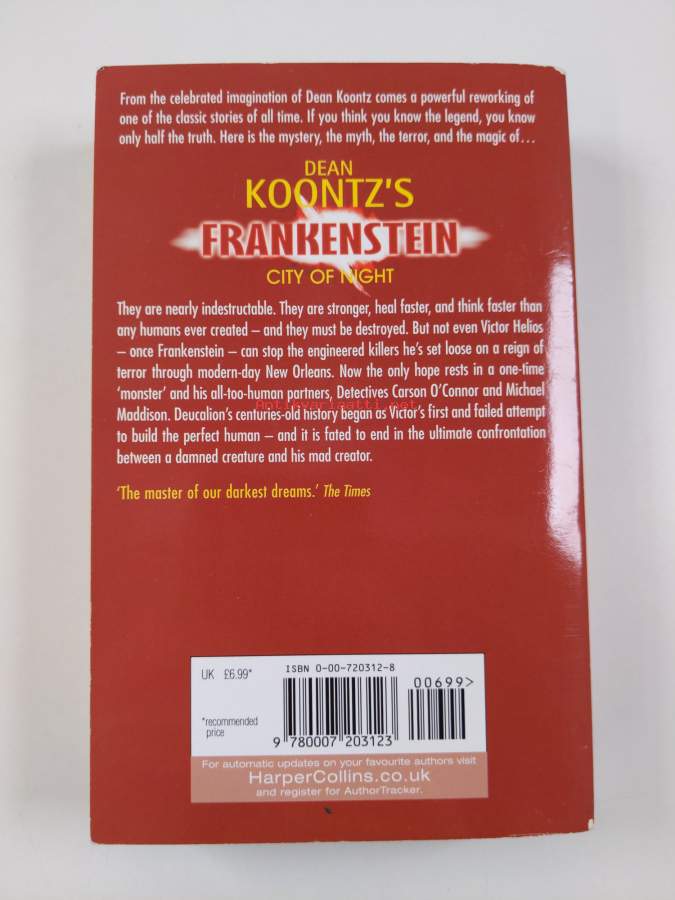 From the celebrated imagination of Dean Koontz comes a powerful reworking of
one of the classic stories of all time. If you think you know the legend, you know
only half the truth. Here is the mystery, the myth, the terror, and the magic of…
DEAN
KOONTZ'S
FRANKENSTEIN
CITY OF NIGHT
They are nearly indestructable. They are stronger, heal faster, and think faster than
any humans ever created – and they must be destroyed. But not even Victor Helios
– once Frankenstein – can stop the engineered killers he's set loose on a reign of
terror through modern-day New Orleans. Now the only hope rests in a one-time
'monster' and his all-too-human partners, Detectives Carson O'Connor and Michael
Maddison. Deucalion's centuries-old history began as Victor's first and failed attempt
to build the perfect human – and it is fated to end in the ultimate confrontation
between a damned creature and his mad creator.
'The master of our darkest dreams.' The Times
UK £6.99*
*recommended
price
ISBN 0-00-720312-8
00699>
9 780007 203123
For automatic updates on your favourite authors visit
HarperCollins.co.uk
and register for AuthorTracker.